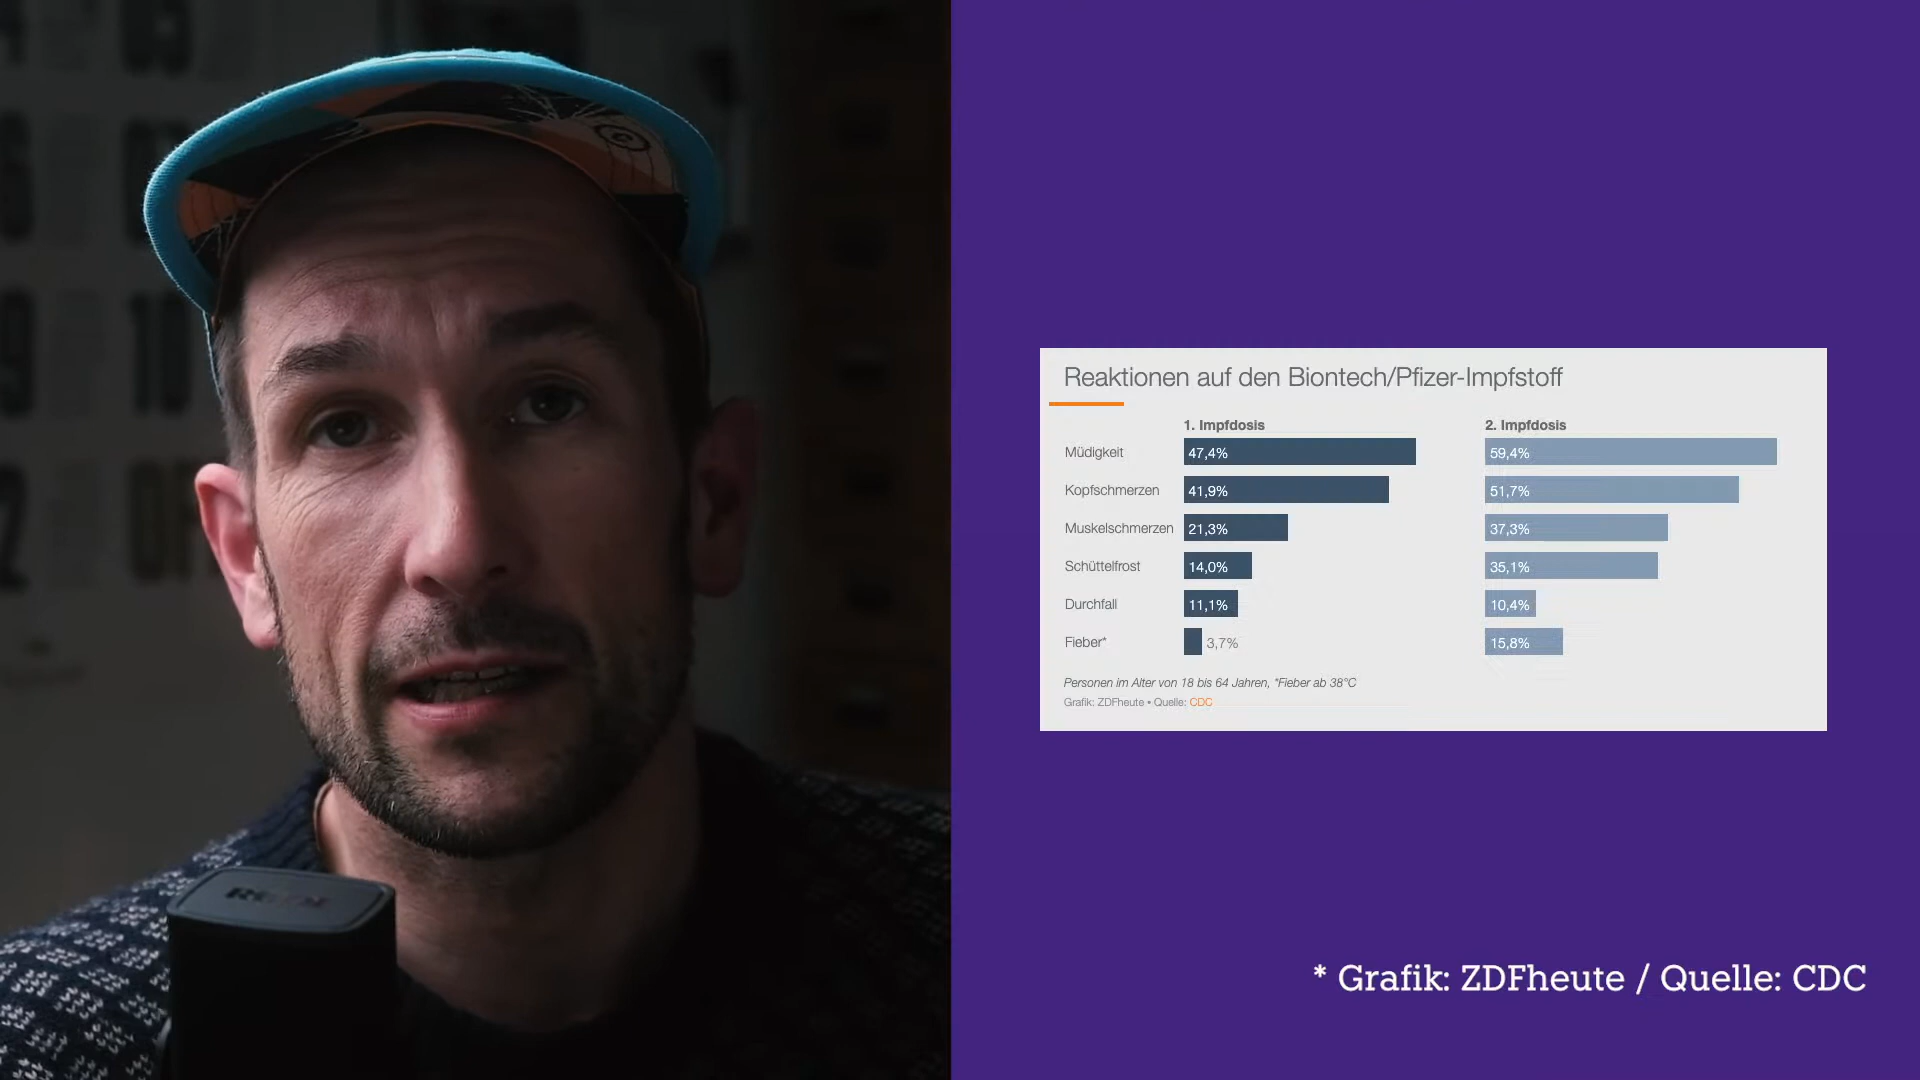 Reaktionen auf den Biontech/Pfizer-Impfstoff
1. Impfdosis 2. Impfdosis
Müdigkeit 47,4% 59,4%
Kopfschmerzen 41,9% 51,7%
Muskelschmerzen 21,3% 37,3%
Schüttelfrost 14,0% 35,1%
Durchfall 11,1% 10,4%
Fieber* 3,7% 15,8%
Personen im Alter von 18 bis 64 Jahren, *Fieber ab 38°C
Grafik: ZDFheute • Quelle: CDC
* Grafik: ZDFheute / Quelle: CDC